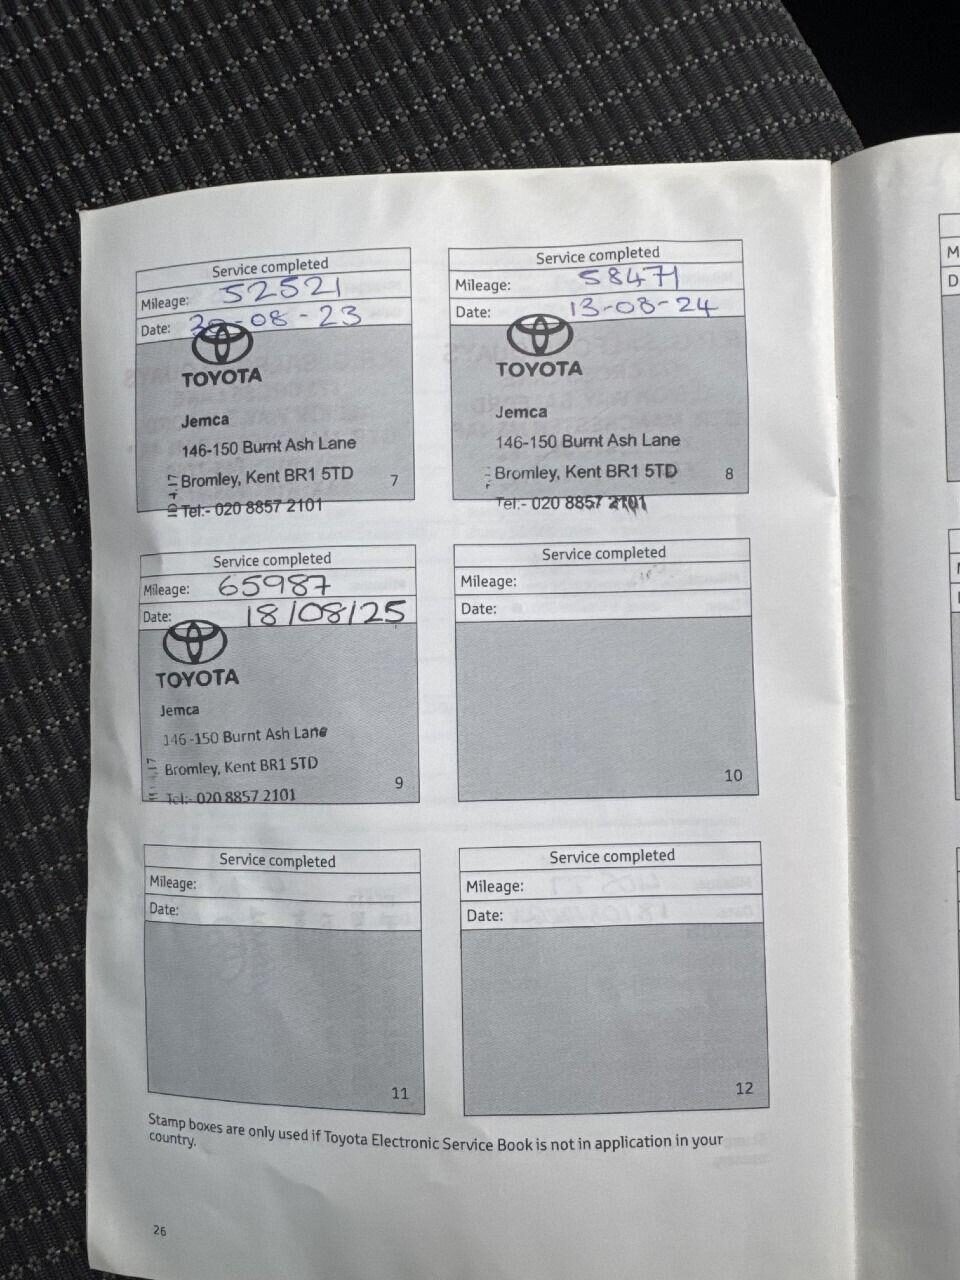 Service completed
Mileage: 52521
Date: 30-08-23
TOYOTA
Jemca
146-150 Burnt Ash Lane
Bromley, Kent BR1 5TD
Tel:- 020 8857 2101
7
Service completed
Mileage: 58471
Date: 13-08-24
TOYOTA
Jemca
146-150 Burnt Ash Lane
Bromley, Kent BR1 5TD
Tel:- 020 8857 2101
8
Service completed
Mileage: 65987
Date: 18/08/25
TOYOTA
Jemca
146-150 Burnt Ash Lane
Bromley, Kent BR1 5TD
Tel:- 020 8857 2101
9
Service completed
Mileage:
Date:
10
Service completed
Mileage:
Date:
11
Service completed
Mileage:
Date:
12
Stamp boxes are only used if Toyota Electronic Service Book is not in application in your
country.
26